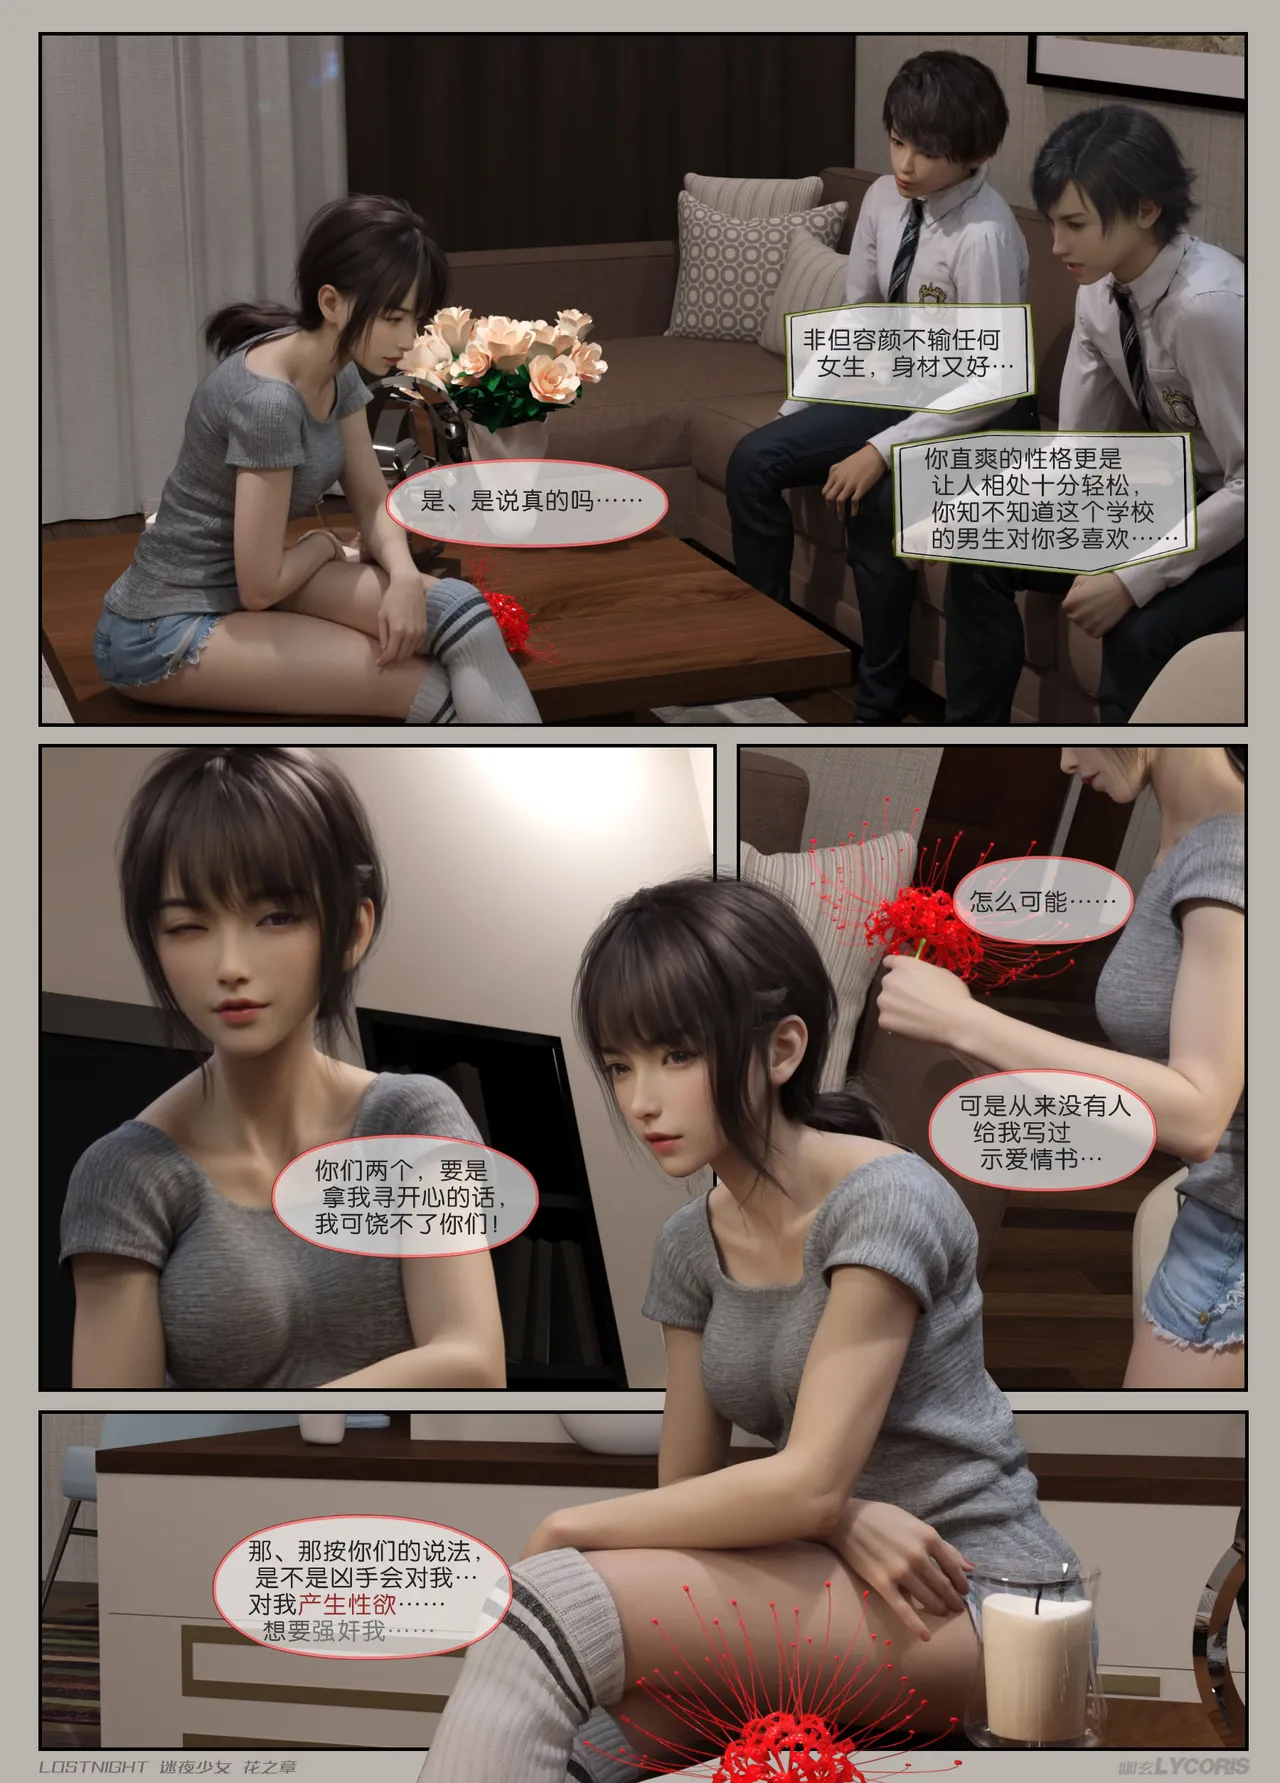 非但容颜不输任何
女生，身材又好…
你直爽的性格更是
让人相处十分轻松，
你知不知道这个学校
的男生对你多喜欢……
是、是说真的吗……
你们两个，要是
拿我寻开心的话，
我可饶不了你们！
怎么可能……
可是从来没有人
给我写过
示爱情书…
那、那按你们的说法，
是不是凶手会对我…
对我产生性欲……
想要强奸我……
LOSTNIGHT 迷夜少女 花之章
幽玄LYCORIS